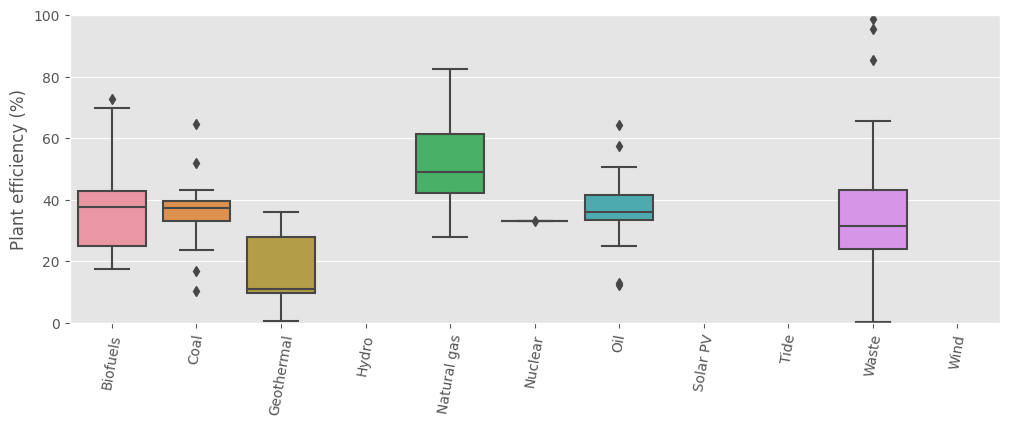 Plant efficiency (%)
100
80
60
40
20
0
Biofuels
Coal
Geothermal
Hydro
Natural gas
Nuclear
Oil
Solar PV
Tide
Waste
Wind